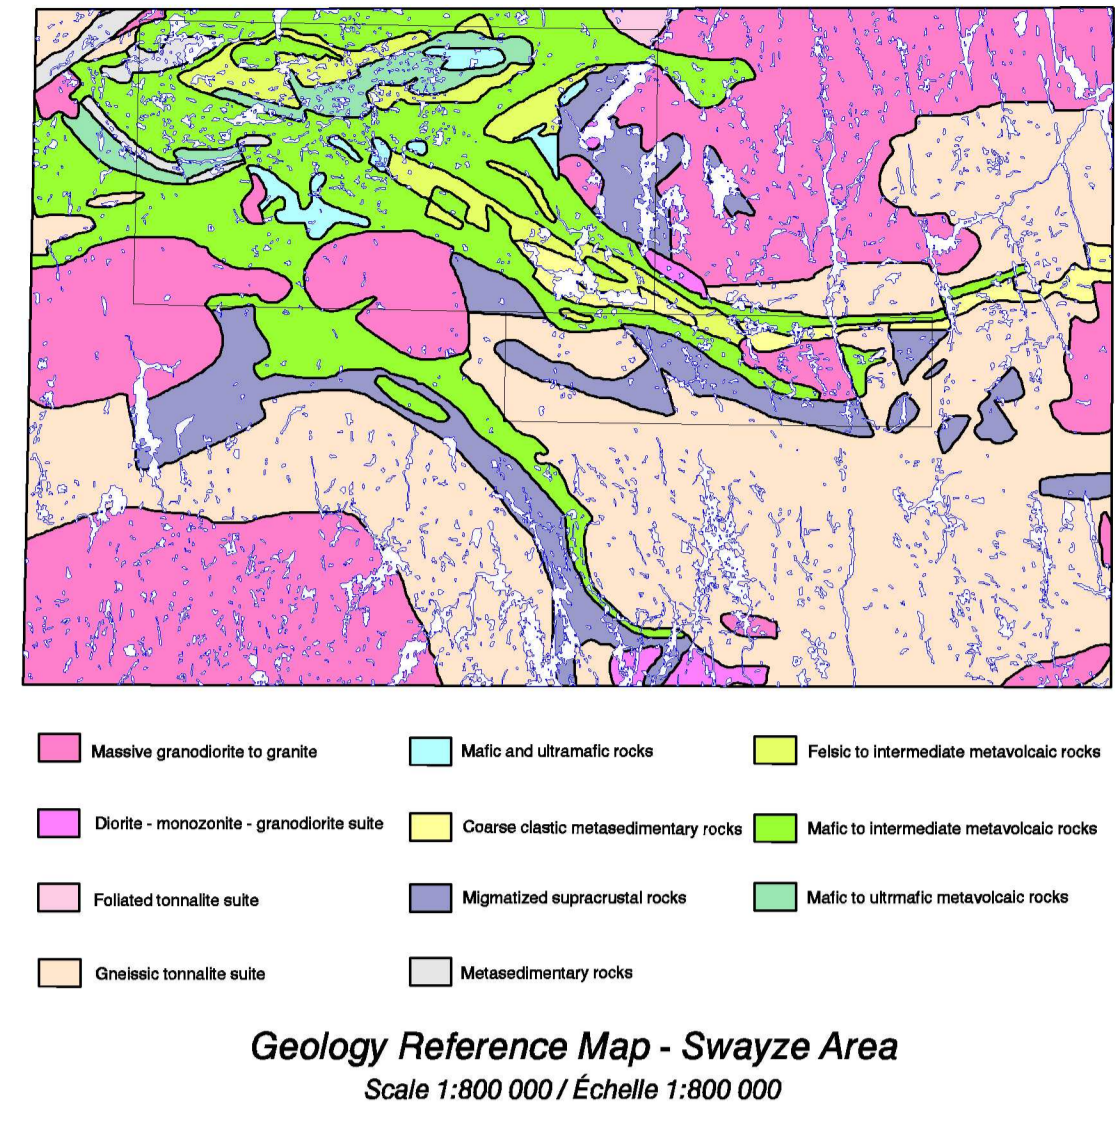 Massive granodiorite to granite
Mafic and ultramafic rocks
Felsic to intermediate metavolcaic rocks
Diorite - monozonite - granodiorite suite
Coarse clastic metasedimentary rocks
Mafic to intermediate metavolcaic rocks
Foliated tonnalite suite
Migmatized supracrustal rocks
Mafic to ultrmafic metavolcaic rocks
Gneissic tonnalite suite
Metasedimentary rocks
Geology Reference Map - Swayze Area
Scale 1:800 000 / Échelle 1:800 000